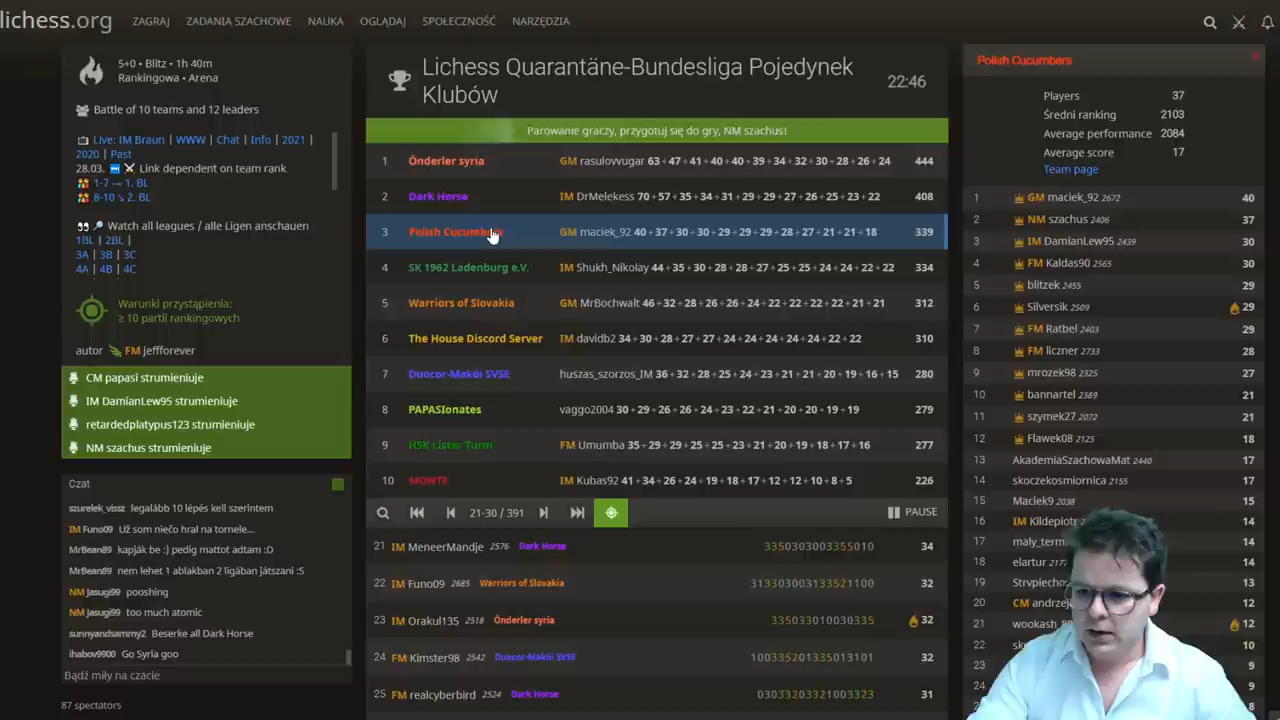 lichess.org ZAGRAJ ZADANIA SZACHOWE NAUKA OGLĄDAJ SPOŁECZNOŚĆ NARZĘDZIA
5+0 • Blitz • 1h 40m
Rankingowa • Arena
Battle of 10 teams and 12 leaders
Live: IM Braun | WWW | Chat | Info | 2021 |
2020 | Past
28.03. Link dependent on team rank
1-7 → 1. BL
8-10 ↘ 2. BL
Watch all leagues / alle Ligen anschauen
1BL | 2BL |
3A | 3B | 3C
4A | 4B | 4C
Warunki przystąpienia:
≥ 10 partii rankingowych
autor FM jeffforever
CM papasi strumieniuje
IM DamianLew95 strumieniuje
retardedplatypus123 strumieniuje
NM szachus strumieniuje
Czat
szurelek_vissz legalább 10 lépés kell szerintem
IM Funo09 Už som niečo hral na tornele...
MrBean89 kapják be :) pedig mattot adtam :D
MrBean89 nem lehet 1 ablakban 2 ligában játszani :S
NM Jasugi99 pooshing
NM Jasugi99 too much atomic
sunnyandsammy2 Beserke all Dark Horse
ihabov9900 Go Syria goo
Bądź miły na czacie
87 spectators
Lichess Quarantäne-Bundesliga Pojedynek
Klubów
22:46
Parowanie graczy, przygotuj się do gry, NM szachus!
1 Önderler syria GM rasulovvugar 63+47+41+40+40+39+34+32+30+28+26+24 444
2 Dark Horse IM DrMelekess 70+57+35+34+31+29+29+27+26+25+23+22 408
3 Polish Cucumbers GM maciek_92 40+37+30+30+29+29+29+28+27+21+21+18 339
4 SK 1962 Ladenburg e.V. IM Shukh_Nikolay 44+35+30+28+28+27+25+25+24+24+22+22 334
5 Warriors of Slovakia GM MrBochwalt 46+32+28+26+26+24+22+22+22+22+21+21 312
6 The House Discord Server IM davidb2 34+30+28+27+27+24+24+24+24+24+22+22 310
7 Duocor-Makói SVSE huszas_szorzos_IM 36+32+28+25+24+23+21+21+20+19+16+15 280
8 PAPASIonates vaggo2004 30+29+26+26+24+23+22+21+20+20+19+19 279
9 HSK Lister Turm FM Umumba 35+29+29+25+25+23+21+20+19+18+17+16 277
10 MONTE IM Kubas92 41+34+26+24+19+18+17+12+12+10+8+5 226
21-30 / 391 PAUSE
21 IM MeneerMandje 2576 Dark Horse 3350303003355010 34
22 IM Funo09 2685 Warriors of Slovakia 31330300313352​1100 32
23 IM Orakul135 2518 Önderler syria 335033010030335 32
24 FM Kimster98 2542 Duocor-Makói SVSE 10033520133501​3101 32
25 FM realcyberbird 2524 Dark Horse 0303320332100​3323 31
Polish Cucumbers
Players 37
Średni ranking 2103
Average performance 2084
Average score 17
Team page
1 GM maciek_92 2672 40
2 NM szachus 2406 37
3 IM DamianLew95 2439 30
4 FM Kaldas90 2565 30
5 blitzek 2455 29
6 Silversik 2509 29
7 FM Ratbel 2403 29
8 FM liczner 2733 28
9 mrozek98 2325 27
10 bannartel 2389 21
11 szymek27 2072 21
12 Flawek08 2125 18
13 AkademiaSzachowaMat 2440 17
14 skoczekosmiornica 2155 17
15 Maciek9 2038 15
16 IM Kildepiotr 14
17 maly_term 14
18 elartur 14
19 Strvpiecho 13
20 CM andrzej 12
21 wookash_8 12
22 10
23 9
24 9
8